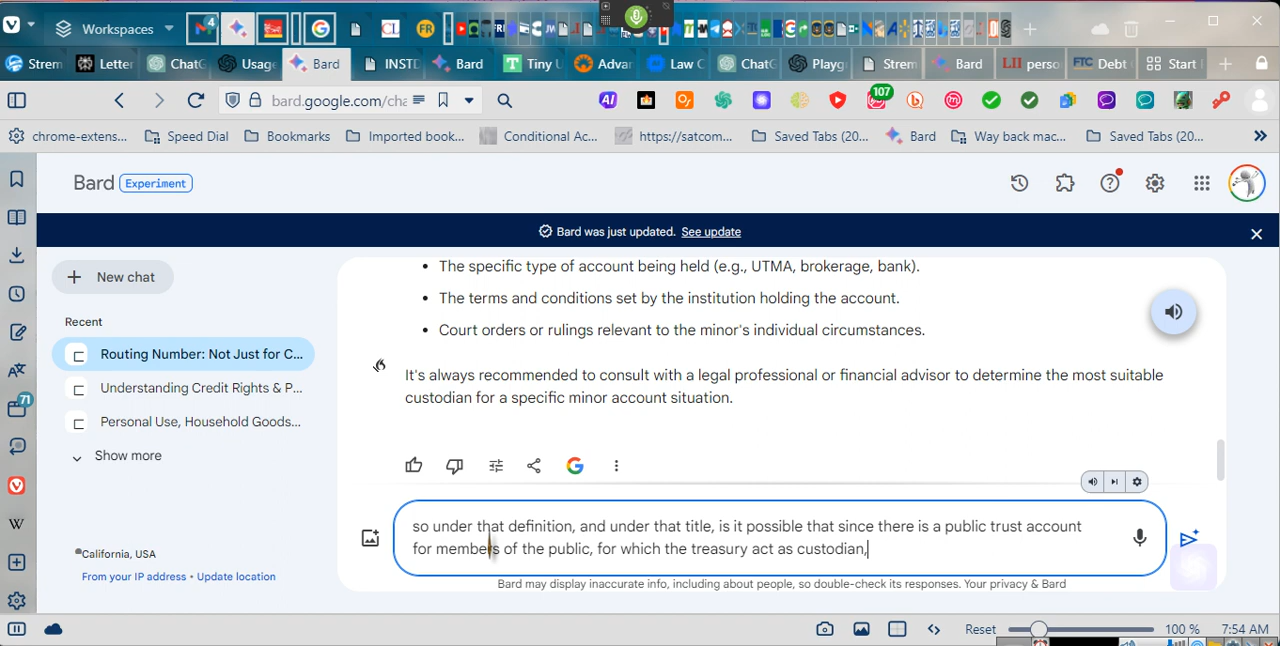 Workspaces
4
G
CL
FR
Strem
Letter
ChatG
Usage
Bard
INSTE
Bard
Tiny U
Advar
Law C
ChatG
Playg
Strem
Bard
LII perso
FTC Debt
Start
bard.google.com/cha
107
chrome-exten...
Speed Dial
Bookmarks
Imported book...
Conditional Ac...
https://satcom...
Saved Tabs (20...
Bard
Way back mac...
Saved Tabs (20...
Bard Experiment
Bard was just updated. See update
New chat
Recent
Routing Number: Not Just for C...
Understanding Credit Rights & P...
Personal Use, Household Goods...
Show more
71
W
• The specific type of account being held (e.g., UTMA, brokerage, bank).
• The terms and conditions set by the institution holding the account.
• Court orders or rulings relevant to the minor's individual circumstances.
It's always recommended to consult with a legal professional or financial advisor to determine the most suitable
custodian for a specific minor account situation.
so under that definition, and under that title, is it possible that since there is a public trust account
for members of the public, for which the treasury act as custodian,
Bard may display inaccurate info, including about people, so double-check its responses. Your privacy & Bard
California, USA
From your IP address • Update location
Reset
100 %
7:54 AM